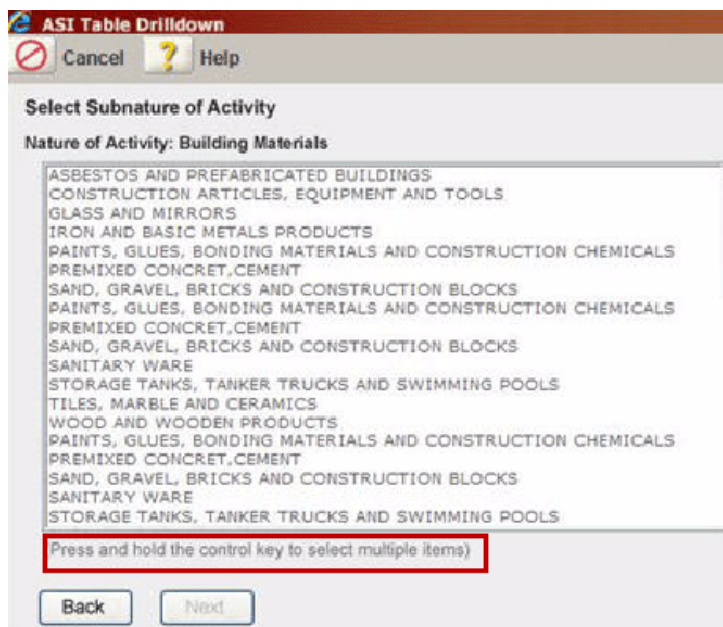 ASI Table Drilldown
Cancel ? Help
Select Subnature of Activity
Nature of Activity: Building Materials
ASBESTOS AND PREFABRICATED BUILDINGS
CONSTRUCTION ARTICLES, EQUIPMENT AND TOOLS
GLASS AND MIRRORS
IRON AND BASIC METALS PRODUCTS
PAINTS, GLUES, BONDING MATERIALS AND CONSTRUCTION CHEMICALS
PREMIXED CONCRET,CEMENT
SAND, GRAVEL, BRICKS AND CONSTRUCTION BLOCKS
PAINTS, GLUES, BONDING MATERIALS AND CONSTRUCTION CHEMICALS
PREMIXED CONCRET,CEMENT
SAND, GRAVEL, BRICKS AND CONSTRUCTION BLOCKS
SANITARY WARE
STORAGE TANKS, TANKER TRUCKS AND SWIMMING POOLS
TILES, MARBLE AND CERAMICS
WOOD AND WOODEN PRODUCTS
PAINTS, GLUES, BONDING MATERIALS AND CONSTRUCTION CHEMICALS
PREMIXED CONCRET,CEMENT
SAND, GRAVEL, BRICKS AND CONSTRUCTION BLOCKS
SANITARY WARE
STORAGE TANKS, TANKER TRUCKS AND SWIMMING POOLS
Press and hold the control key to select multiple items)
Back Next